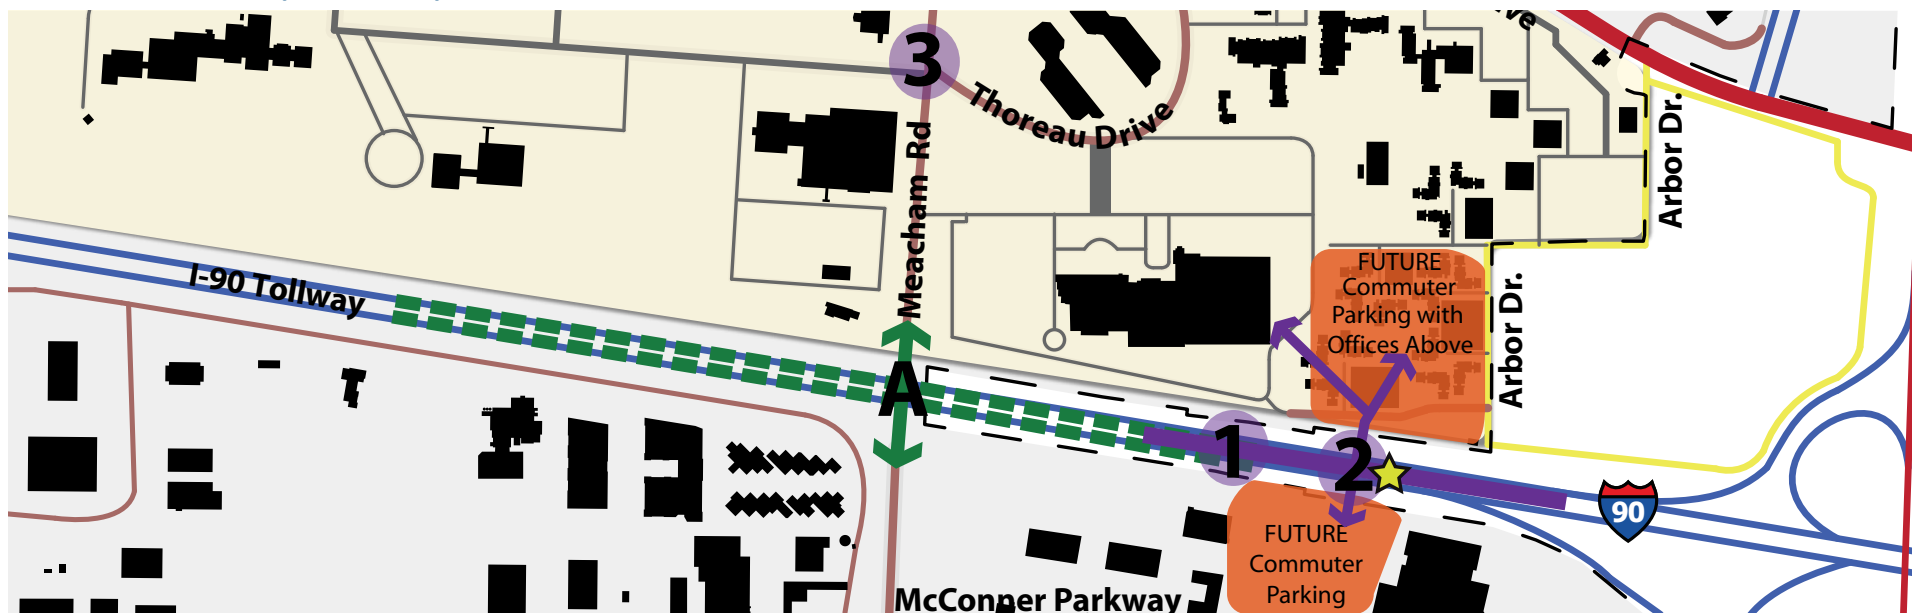 ve
3
Thoreau Drive
Arbor Dr.
Meacham Rd
I-90 Tollway
FUTURE
Commuter
Parking with
Offices Above
Arbor Dr.
A
1
2
90
FUTURE
Commuter
Parking
McConner Parkway